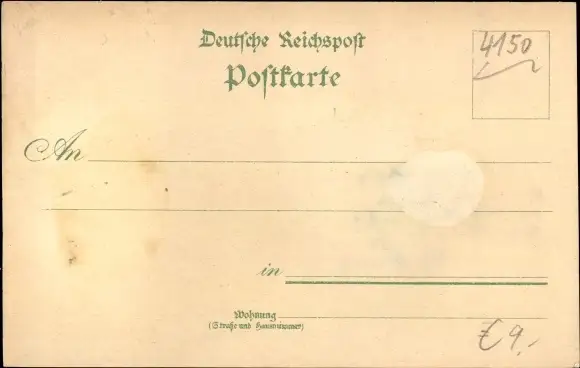 Deutsche Reichspost
Postkarte
4150
An
in
Wohnung
(Straße und Hausnummer)
€ 9.-